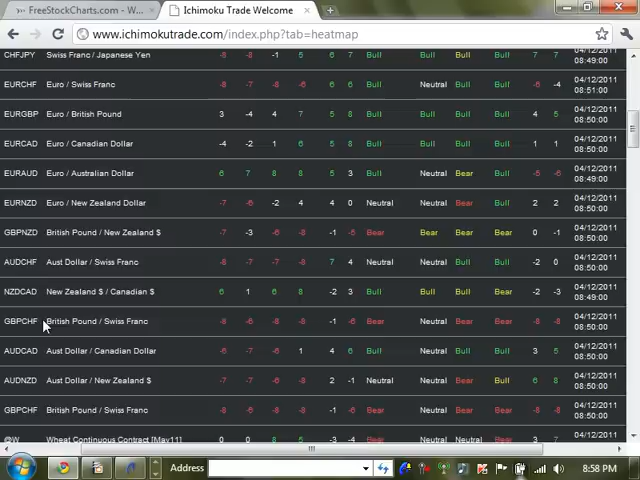 FreeStockCharts.com - W...
Ichimoku Trade Welcome
www.ichimokutrade.com/index.php?tab=heatmap
CHFJPY Swiss Franc / Japanese Yen -8 -8 -1 5 6 7 Bull Bull Bull Bull 7 7 04/12/2011 08:49:00
EURCHF Euro / Swiss Franc -8 -7 -8 -6 8 8 Bull Neutral Bull Bull -6 -4 04/12/2011 08:51:00
EURGBP Euro / British Pound 3 -4 4 7 5 8 Bull Bull Bull Bull 4 5 04/12/2011 08:50:00
EURCAD Euro / Canadian Dollar -4 -2 1 6 5 8 Bull Bull Bull Bull 1 1 04/12/2011 08:50:00
EURAUD Euro / Australian Dollar 6 7 8 8 5 3 Bull Neutral Bear Bull -5 -6 04/12/2011 08:49:00
EURNZD Euro / New Zealand Dollar -7 -6 -2 4 4 0 Neutral Neutral Bear Bull 2 2 04/12/2011 08:50:00
GBPNZD British Pound / New Zealand $ -7 -3 -6 -7 -1 -6 Bear Bear Bear Bear 0 -1 04/12/2011 08:50:00
AUDCHF Aust Dollar / Swiss Franc -8 -7 -7 -8 7 4 Neutral Neutral Bull Bull -2 0 04/12/2011 08:50:00
NZDCAD New Zealand $ / Canadian $ 6 1 6 8 -2 3 Bull Bull Bull Bear -2 -3 04/12/2011 08:49:00
GBPCHF British Pound / Swiss Franc -8 -6 -8 -8 -1 -6 Bear Neutral Bear Bear -8 -8 04/12/2011 08:50:00
AUDCAD Aust Dollar / Canadian Dollar -6 -7 -6 1 4 6 Bull Neutral Bull Bull 3 5 04/12/2011 08:50:00
AUDNZD Aust Dollar / New Zealand $ -7 -7 -6 -8 2 -1 Neutral Neutral Bear Bull 6 8 04/12/2011 08:50:00
GBPCHF British Pound / Swiss Franc -8 -6 -8 -8 -1 -6 Bear Neutral Bear Bear -8 -8 04/12/2011 08:50:00
@W Wheat Continuous Contract [May11] 0 0 8 5 -3 -4 Bear Neutral Bear Bear 3 7 04/12/2011
Address
8:58 PM